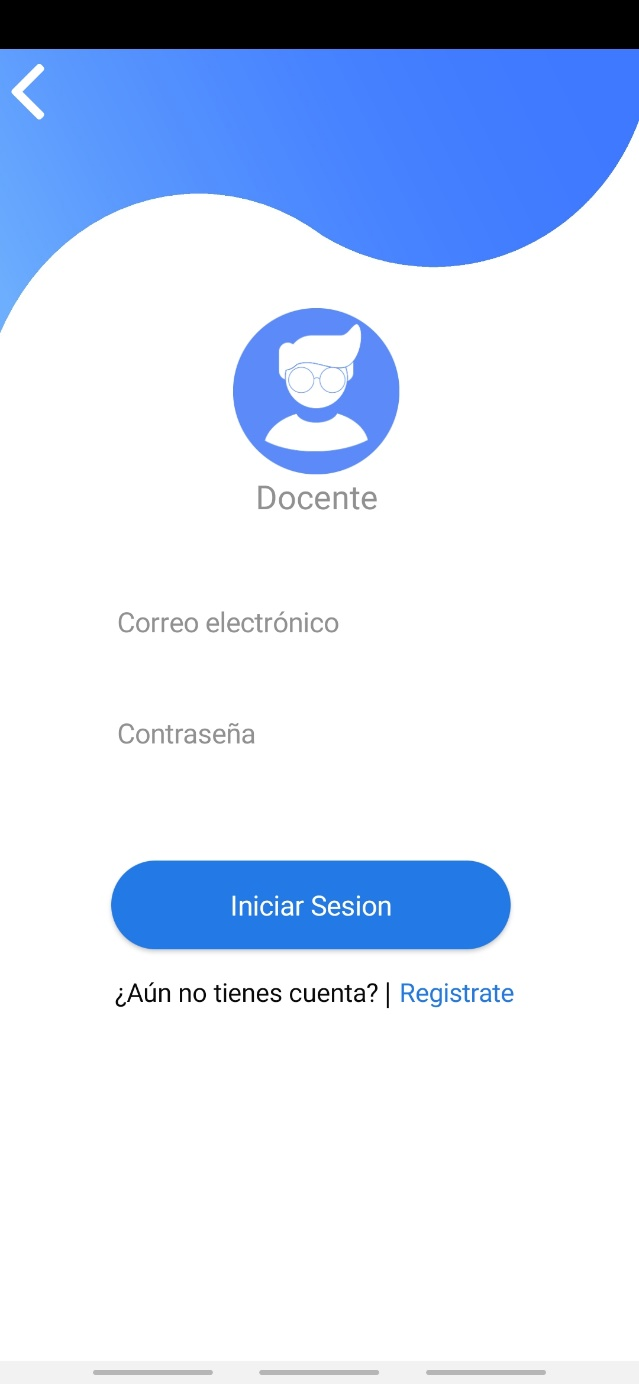 Docente
Correo electrónico
Contraseña
Iniciar Sesion
¿Aún no tienes cuenta? | Registrate